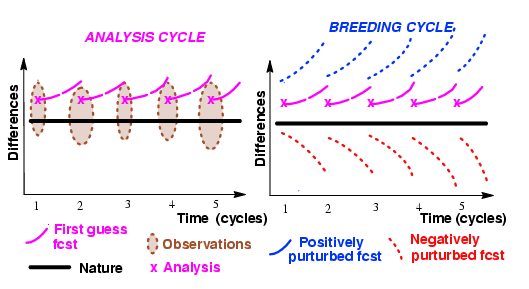 ANALYSIS CYCLE
Differences
1 2 3 4 5
Time (cycles)
First guess
fcst
Observations
Nature
x Analysis
BREEDING CYCLE
Differences
1 2 3 4 5
Time (cycles)
Positively
purturbed fcst
Negatively
purturbed fcst